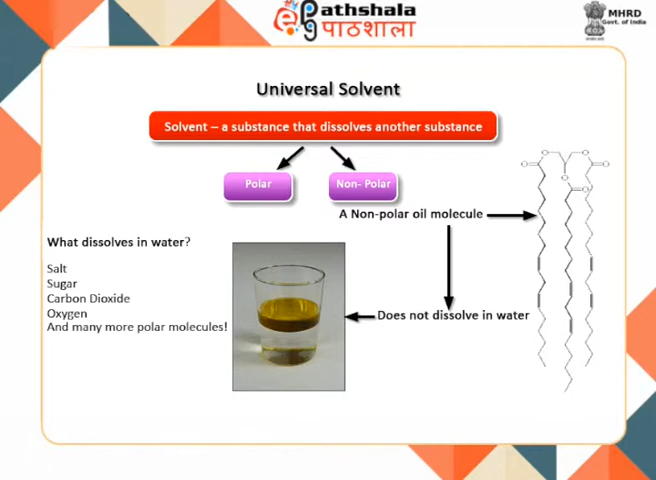 Pathshala
पाठशाला
MHRD
Govt. of India
Universal Solvent
Solvent – a substance that dissolves another substance
Polar
Non- Polar
A Non-polar oil molecule
What dissolves in water?
Salt
Sugar
Carbon Dioxide
Oxygen
And many more polar molecules!
Does not dissolve in water